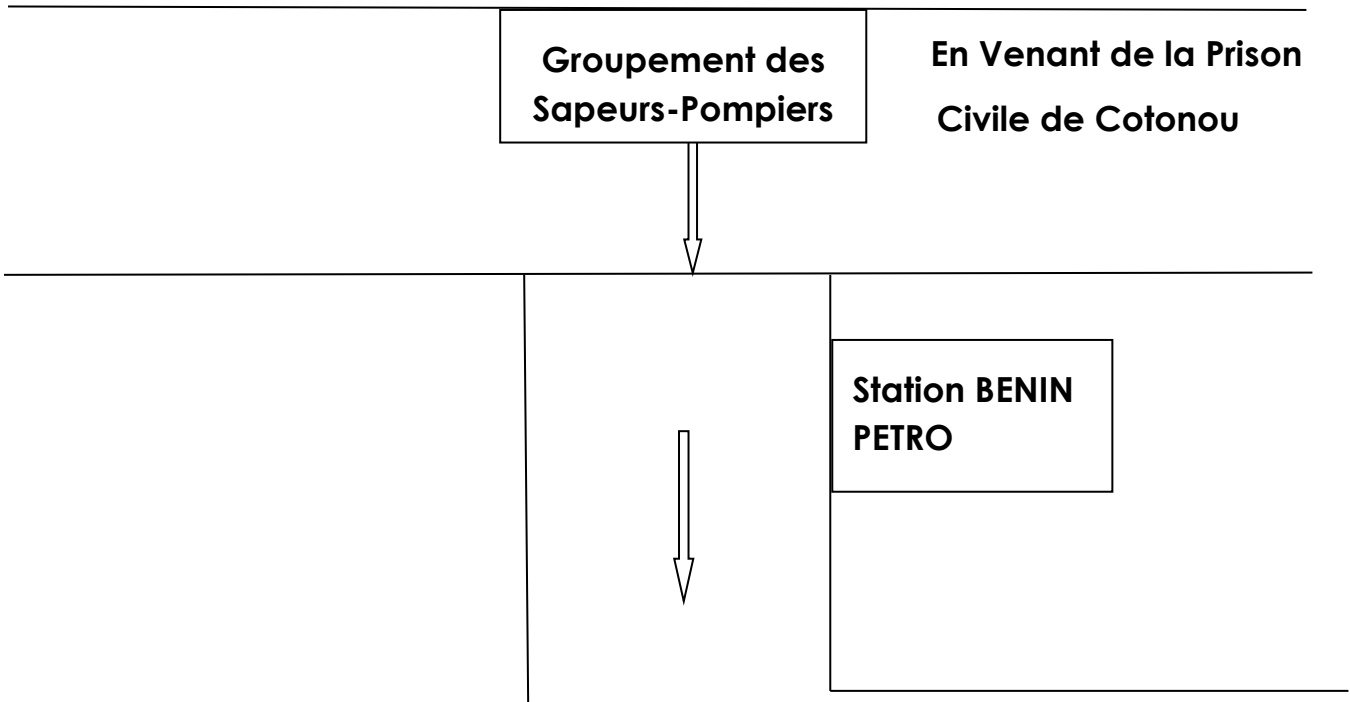 Groupement des
Sapeurs-Pompiers
En Venant de la Prison
Civile de Cotonou
Station BENIN
PETRO